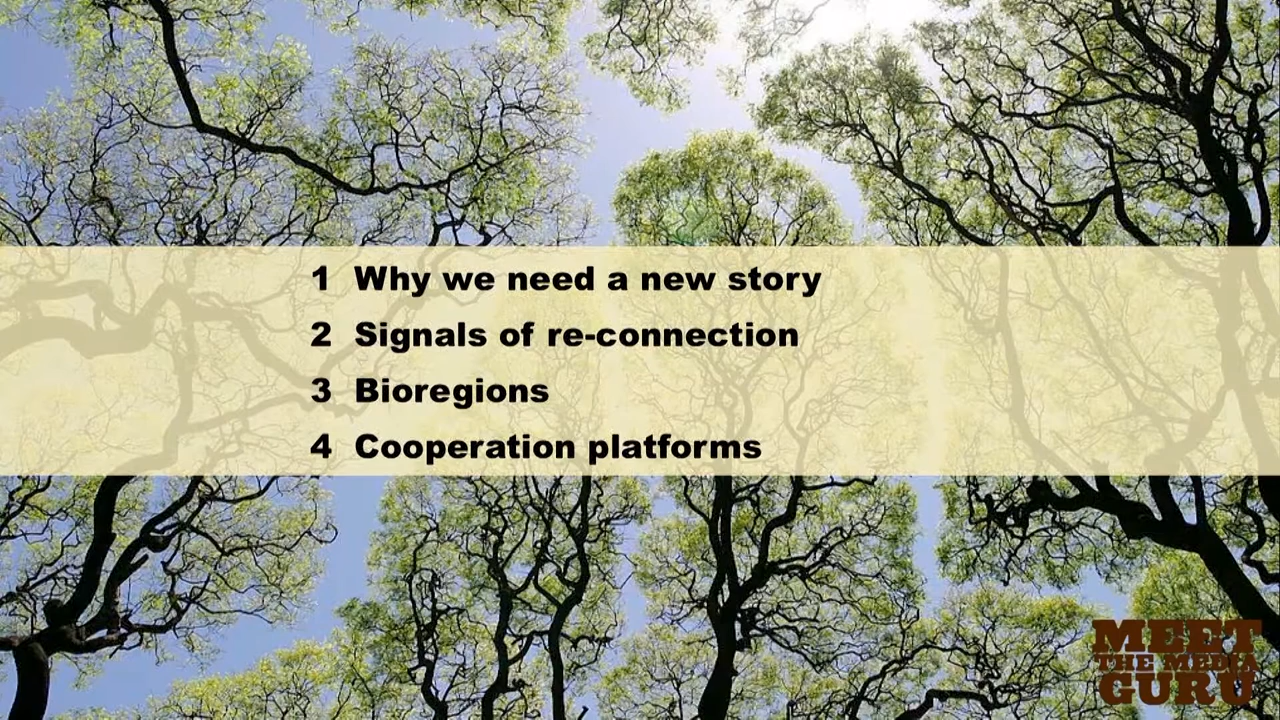 1 Why we need a new story
2 Signals of re-connection
3 Bioregions
4 Cooperation platforms
MEET
THE MEDIA
GURU